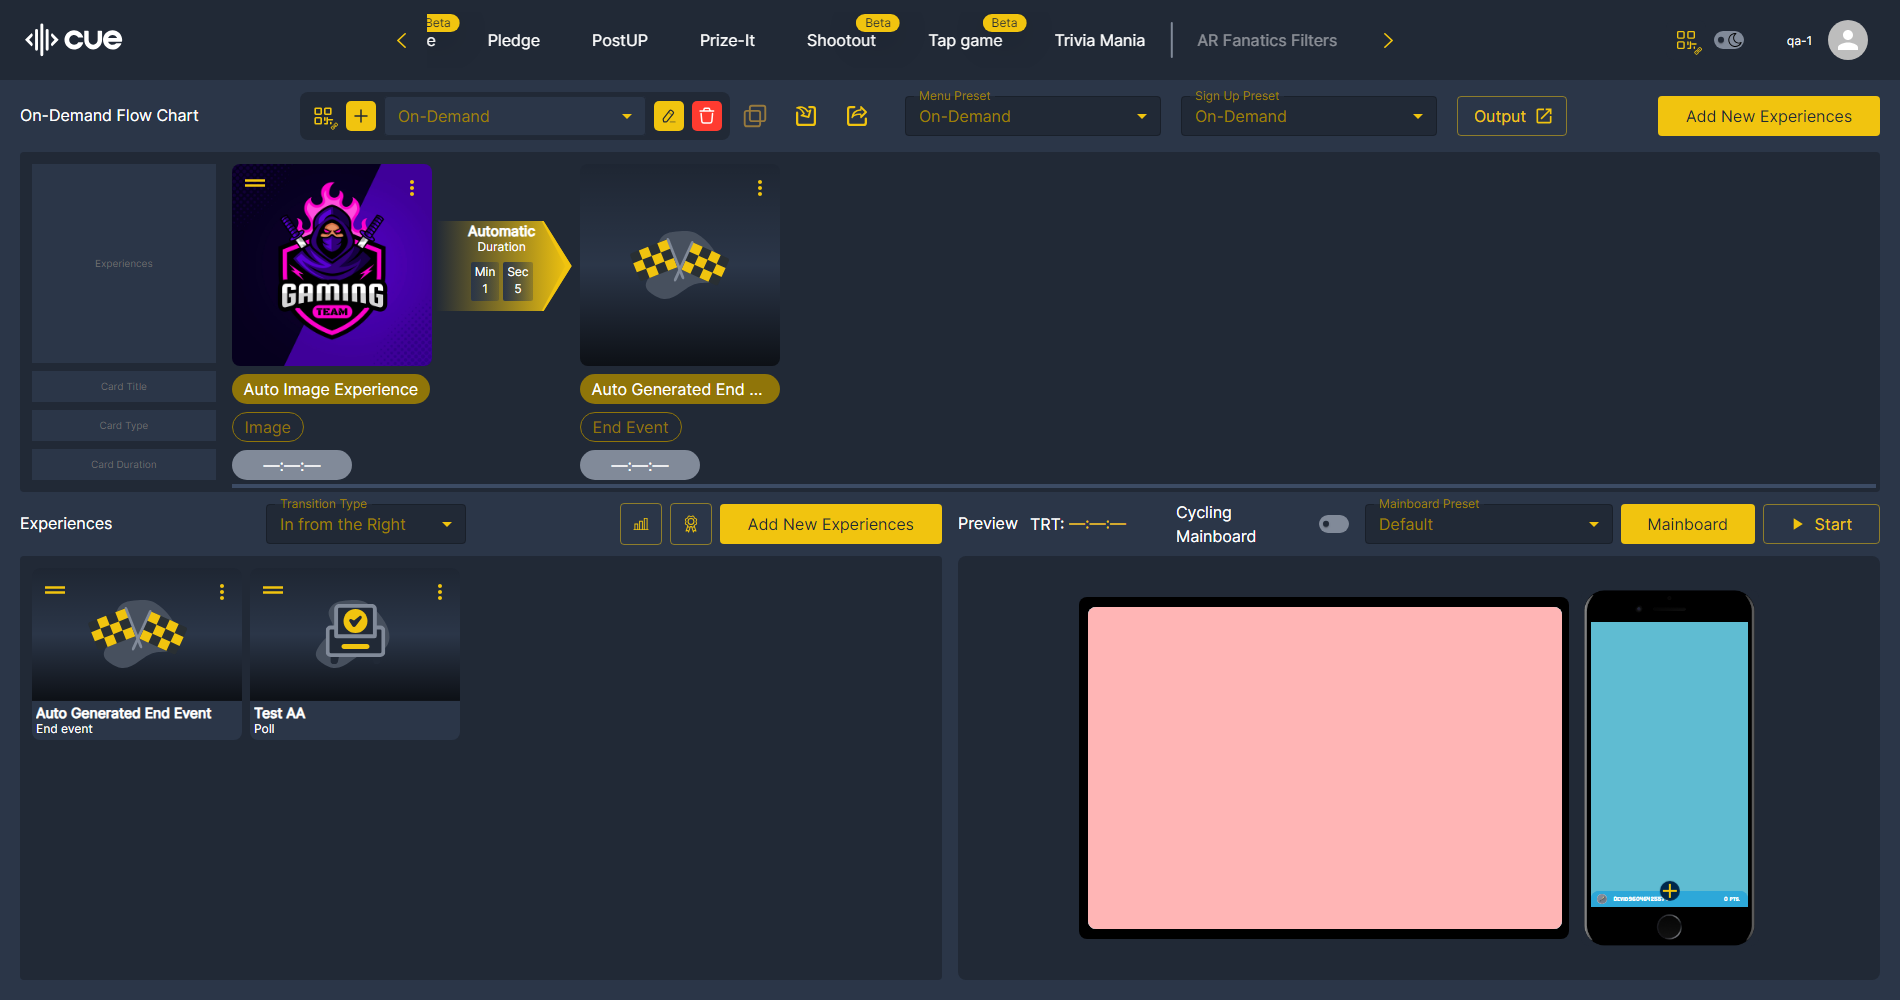 cue
Beta
e
Pledge
PostUP
Prize-It
Beta
Shootout
Beta
Tap game
Trivia Mania
AR Fanatics Filters
qa-1
On-Demand Flow Chart
On-Demand
Menu Preset
On-Demand
Sign Up Preset
On-Demand
Output
Add New Experiences
Experiences
Card Title
Card Type
Card Duration
GAMING
TEAM
Auto Image Experience
Image
—:—:—
Automatic
Duration
Min
1
Sec
5
Auto Generated End ...
End Event
—:—:—
Experiences
Transition Type
In from the Right
Add New Experiences
Preview
TRT: —:—:—
Cycling
Mainboard
Mainboard Preset
Default
Mainboard
Start
Auto Generated End Event
End event
Test AA
Poll
0 PTS.